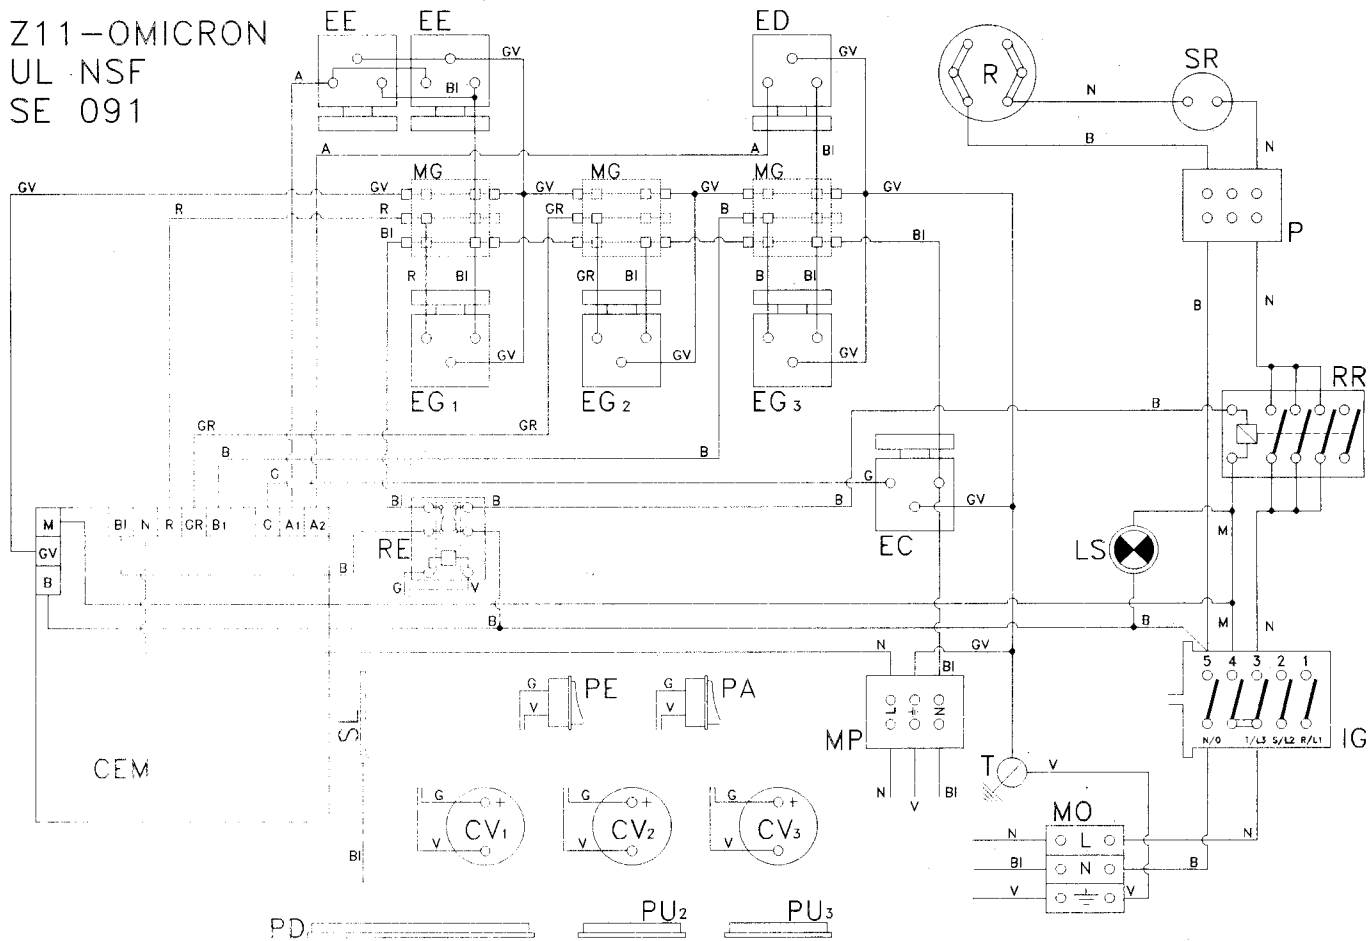 Z11-OMICRON
UL NSF
SE 091
EE EE ED
GV GV
A BI
R SR
N
B N
A BI
MG MG MG
GV GV GV GV GV
R R GR B
BI BI
P
R BI GR BI B BI
B N
GV GV GV
EG1 EG2 EG3
RR
B
GR GR
B B
G G
BI B B
GV
EC
M BI N R GR B1 G A1 A2
GV
B
RE
B
G V
LS
M
B B M N
N GV BI
5 4 3 2 1
N/O T/L3 S/L2 R/L1
IG
G PE G PA
V V
SL
L N
MP
N V BI
CEM
T V
G + G + G +
CV1 CV2 CV3
V V V
BI
MO
N L N
BI N B
V V
PD PU2 PU3